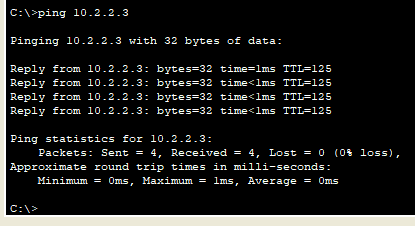 C:\>ping 10.2.2.3
Pinging 10.2.2.3 with 32 bytes of data:
Reply from 10.2.2.3: bytes=32 time=1ms TTL=125
Reply from 10.2.2.3: bytes=32 time<1ms TTL=125
Reply from 10.2.2.3: bytes=32 time<1ms TTL=125
Reply from 10.2.2.3: bytes=32 time<1ms TTL=125
Ping statistics for 10.2.2.3:
    Packets: Sent = 4, Received = 4, Lost = 0 (0% loss),
Approximate round trip times in milli-seconds:
    Minimum = 0ms, Maximum = 1ms, Average = 0ms
C:\>